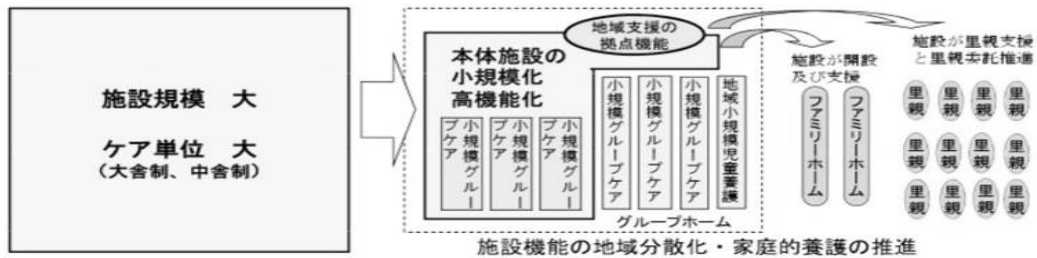 施設規模 大
ケア単位 大
（大舎制、中舎制）
地域支援の
拠点機能
本体施設の
小規模化
高機能化
小規模グルー
プケア
小規模グルー
プケア
小規模グルー
プケア
小規模グループケア
小規模グループケア
小規模グループケア
地域小規模児童養護
グループホーム
施設が開設
及び支援
ファミリーホーム
ファミリーホーム
施設が里親支援
と里親委託推進
里親
里親
里親
里親
里親
里親
里親
里親
里親
里親
里親
里親
施設機能の地域分散化・家庭的養護の推進